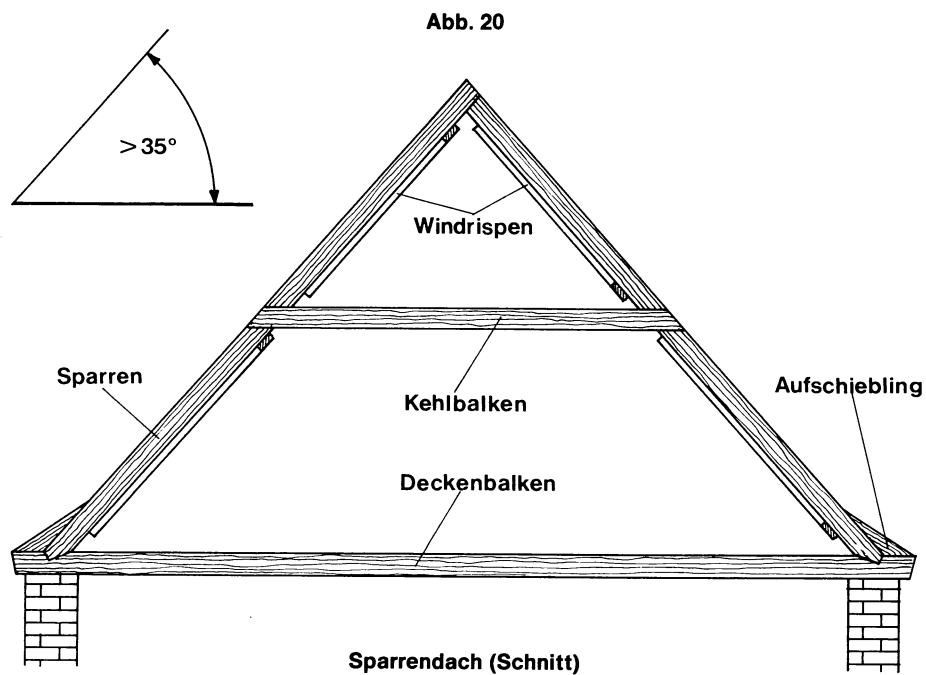 Abb. 20
> 35°
Windrispen
Sparren
Kehlbalken
Aufschiebling
Deckenbalken
Sparrendach (Schnitt)